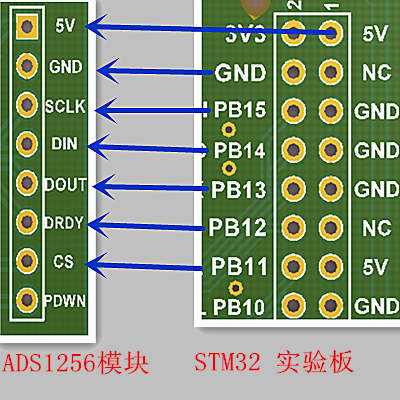 5V
GND
SCLK
DIN
DOUT
DRDY
CS
PDWN
2 1
3V3 5V
GND NC
PB15 GND
PB14 GND
PB13 GND
PB12 NC
PB11 5V
PB10 GND
ADS1256模块 STM32 实验板